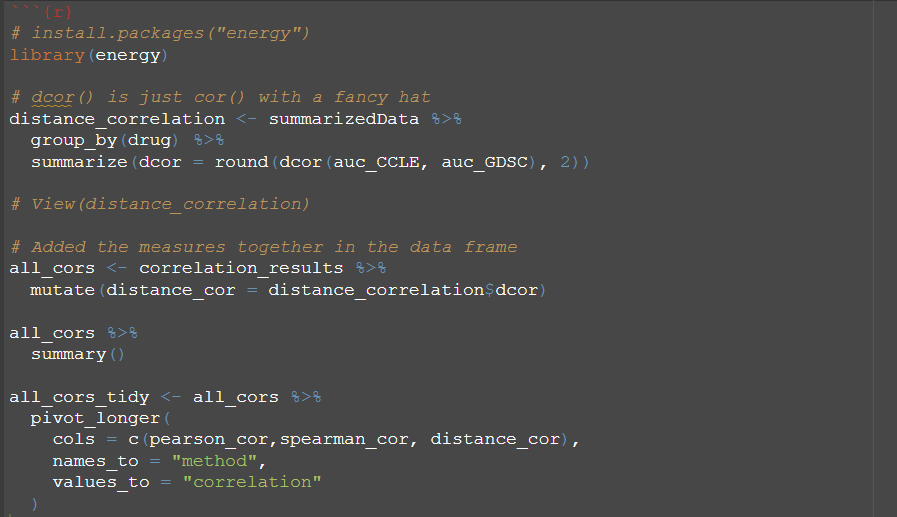 ```{r}
# install.packages("energy")
library(energy)

# dcor() is just cor() with a fancy hat
distance_correlation <- summarizedData %>%
  group_by(drug) %>%
  summarize(dcor = round(dcor(auc_CCLE, auc_GDSC), 2))

# View(distance_correlation)

# Added the measures together in the data frame
all_cors <- correlation_results %>%
  mutate(distance_cor = distance_correlation$dcor)

all_cors %>%
  summary()

all_cors_tidy <- all_cors %>%
  pivot_longer(
    cols = c(pearson_cor,spearman_cor, distance_cor),
    names_to = "method",
    values_to = "correlation"
  )